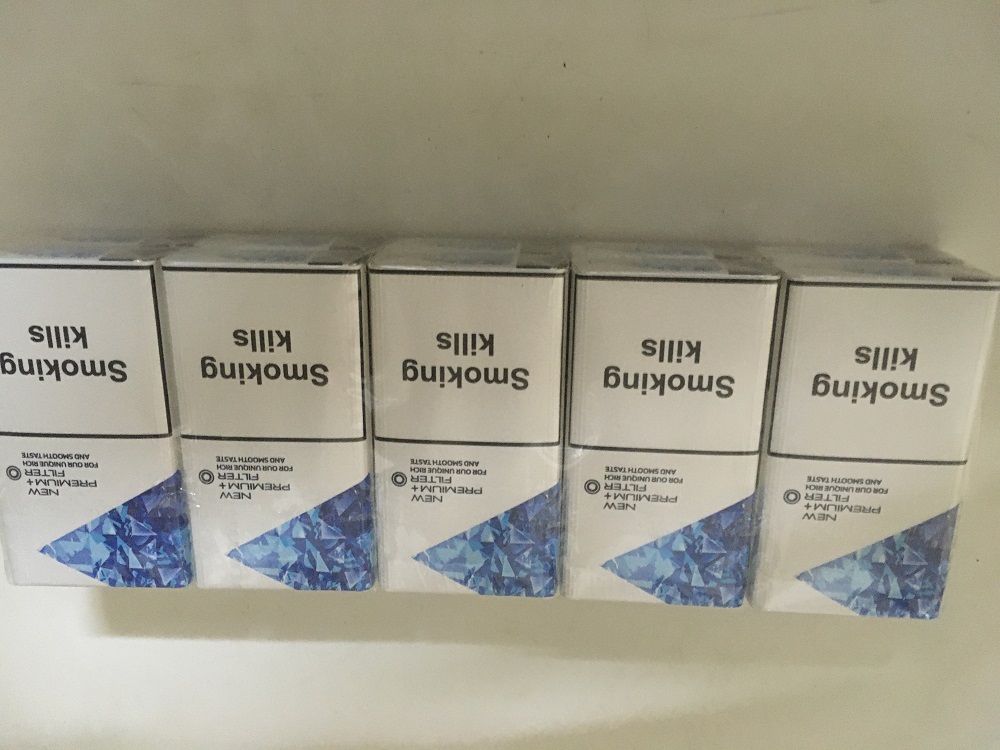 Smoking
kills
NEW
PREMIUM+
FILTER
FOR OUR UNIQUE RICH
AND SMOOTH TASTE
Smoking
kills
NEW
PREMIUM+
FILTER
FOR OUR UNIQUE RICH
AND SMOOTH TASTE
Smoking
kills
NEW
PREMIUM+
FILTER
FOR OUR UNIQUE RICH
AND SMOOTH TASTE
Smoking
kills
NEW
PREMIUM+
FILTER
FOR OUR UNIQUE RICH
AND SMOOTH TASTE
Smoking
kills
NEW
PREMIUM+
FILTER
FOR OUR UNIQUE RICH
AND SMOOTH TASTE